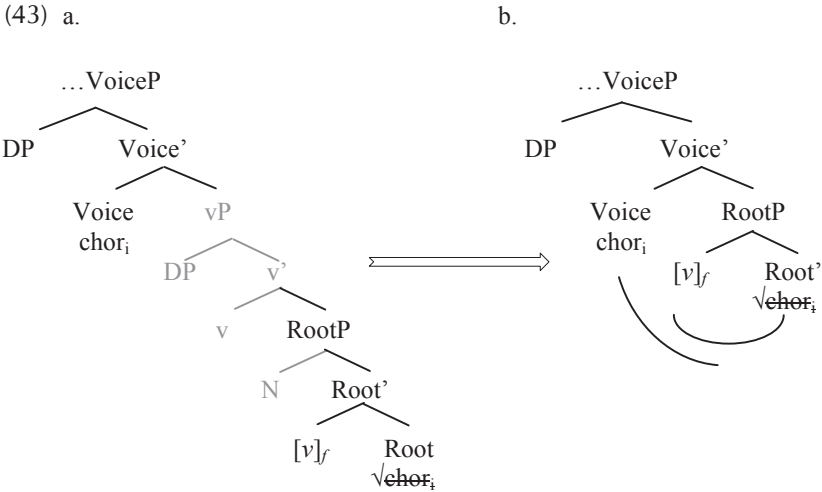 (43) a. b.
…VoiceP …VoiceP
DP Voice’ DP Voice’
Voice vP Voice RootP
chorᵢ chorᵢ
DP v’ [v]f Root’
√chorᵢ
v RootP
N Root’
[v]f Root
√chorᵢ